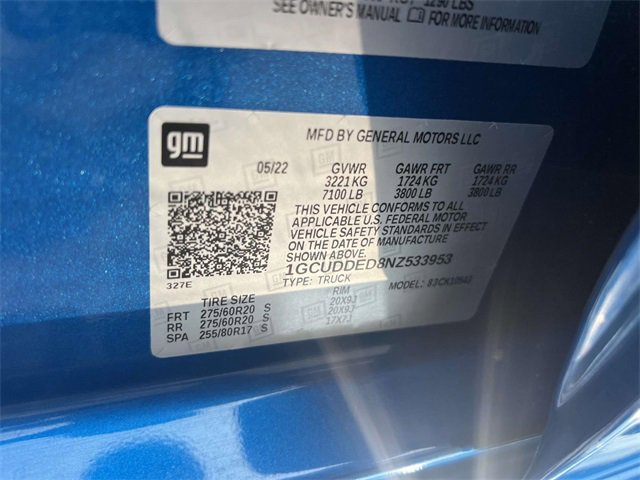 1290 LBS
SEE OWNER'S MANUAL FOR MORE INFORMATION
gm
MFD BY GENERAL MOTORS LLC
05/22 GVWR GAWR FRT GAWR RR
3221 KG 1724 KG 1724 KG
7100 LB 3800 LB 3800 LB
THIS VEHICLE CONFORMS TO ALL
APPLICABLE U.S. FEDERAL MOTOR
VEHICLE SAFETY STANDARDS IN EFFECT
ON THE DATE OF MANUFACTURE
SHOWN ABOVE.
1GCUDDED8NZ533953
TYPE: TRUCK MODEL:
327E
TIRE SIZE RIM
FRT 275/60R20 S 20X9J
RR 275/60R20 S 20X9J
SPA 255/80R17 S 17X7J